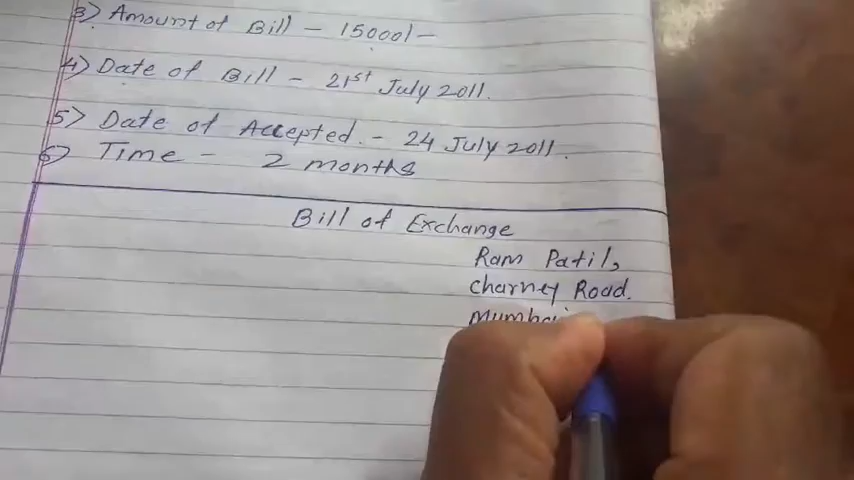 3) Amount of Bill - 15000/-
4) Date of Bill - 21st July 2011.
5) Date of Accepted. - 24 July 2011.
6) Time - 2 months
Bill of Exchange
Ram Patil,
Charney Road.
Mumbai